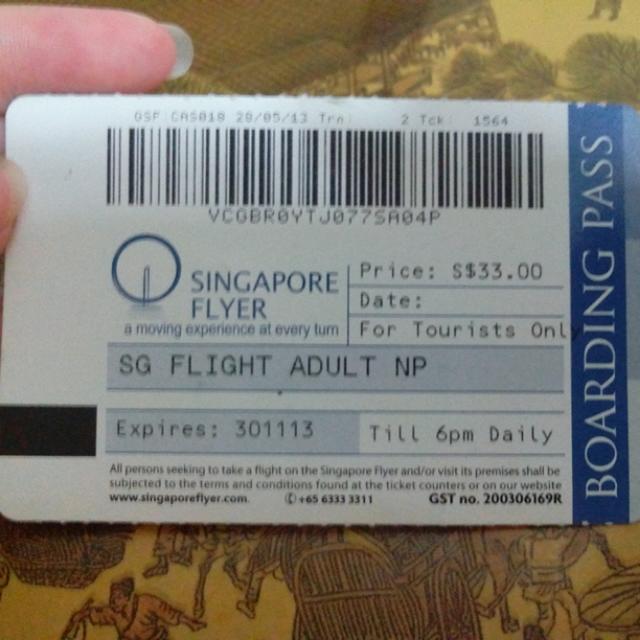 GSF CAS018 28/05/13 Trn: 2 Tck: 1564
VCGBR0YTJ077SA04P
SINGAPORE
FLYER
a moving experience at every turn
Price: S$33.00
Date:
For Tourists Only
SG FLIGHT ADULT NP
Expires: 301113
Till 6pm Daily
All persons seeking to take a flight on the Singapore Flyer and/or visit its premises shall be
subjected to the terms and conditions found at the ticket counters or on our website
www.singaporeflyer.com. ✆+65 6333 3311 GST no. 200306169R
BOARDING PASS